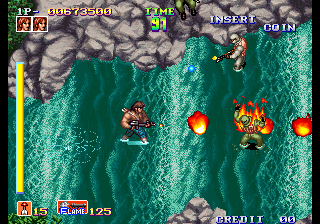 1P- 00673500
TIME
91
INSERT
COIN
A 15
FLAME 125
CREDIT 00